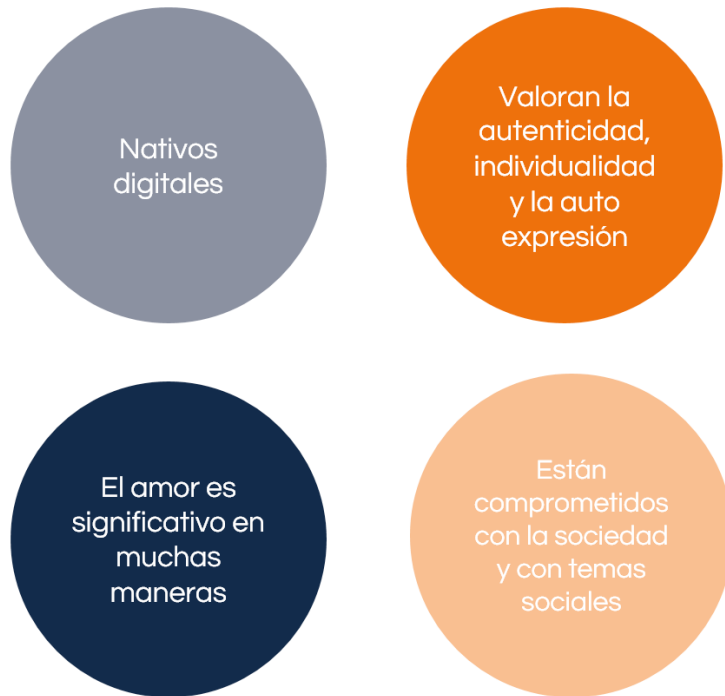 Nativos
digitales
Valoran la
autenticidad,
individualidad
y la auto
expresión
El amor es
significativo en
muchas
maneras
Están
comprometidos
con la sociedad
y con temas
sociales